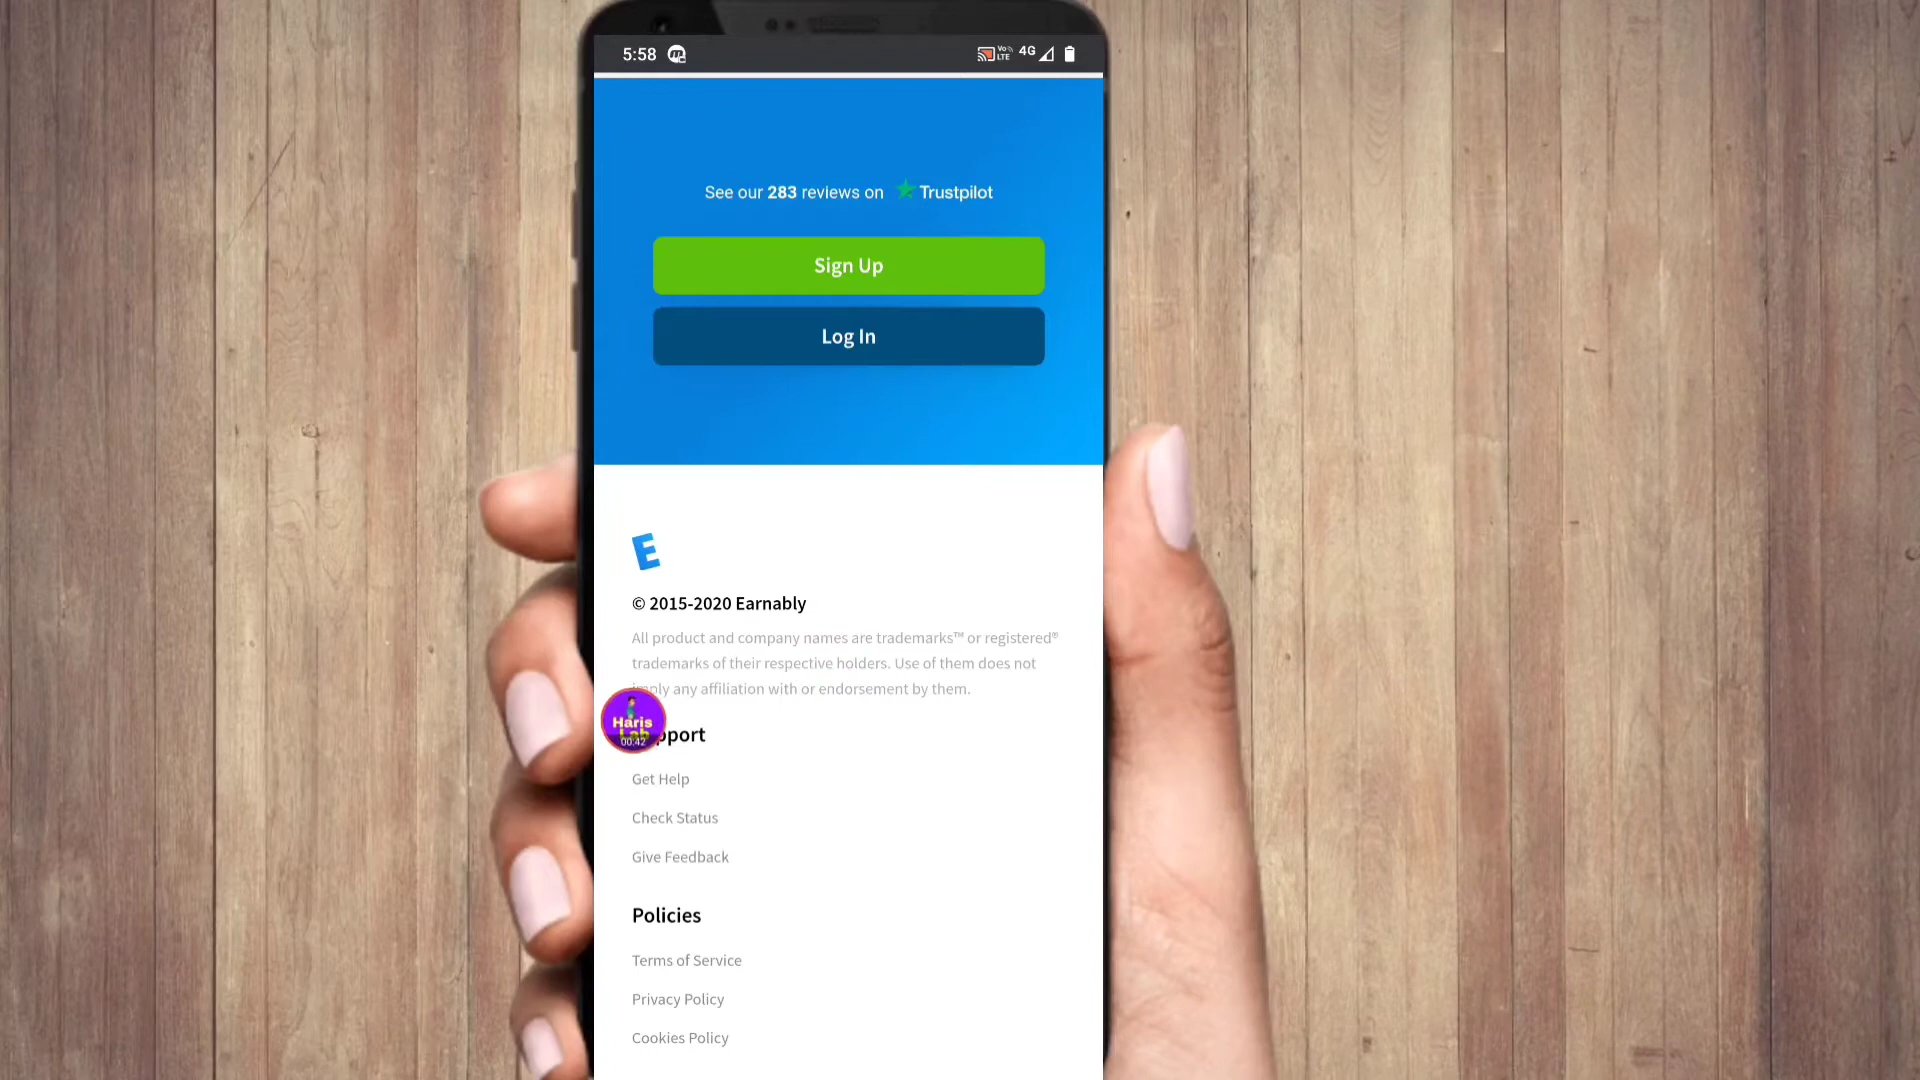 5:58
Vo
LTE
4G
See our 283 reviews on Trustpilot
Sign Up
Log In
E
© 2015-2020 Earnably
All product and company names are trademarks™ or registered®
trademarks of their respective holders. Use of them does not
imply any affiliation with or endorsement by them.
Haris
Lab
00:42
Support
Get Help
Check Status
Give Feedback
Policies
Terms of Service
Privacy Policy
Cookies Policy